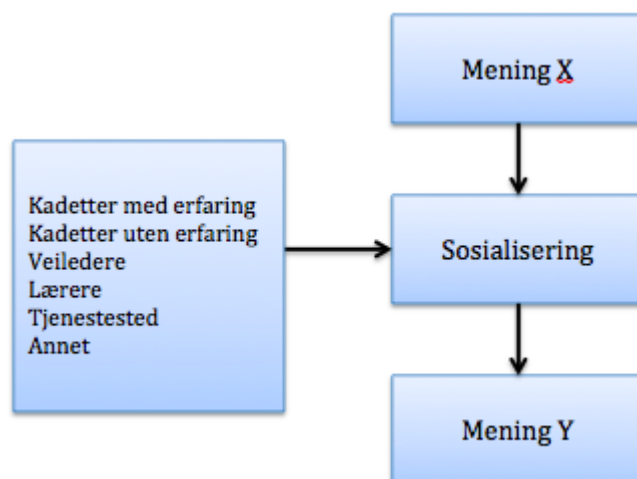 Mening X
Kadetter med erfaring
Kadetter uten erfaring
Veiledere
Lærere
Tjenestested
Annet
Sosialisering
Mening Y